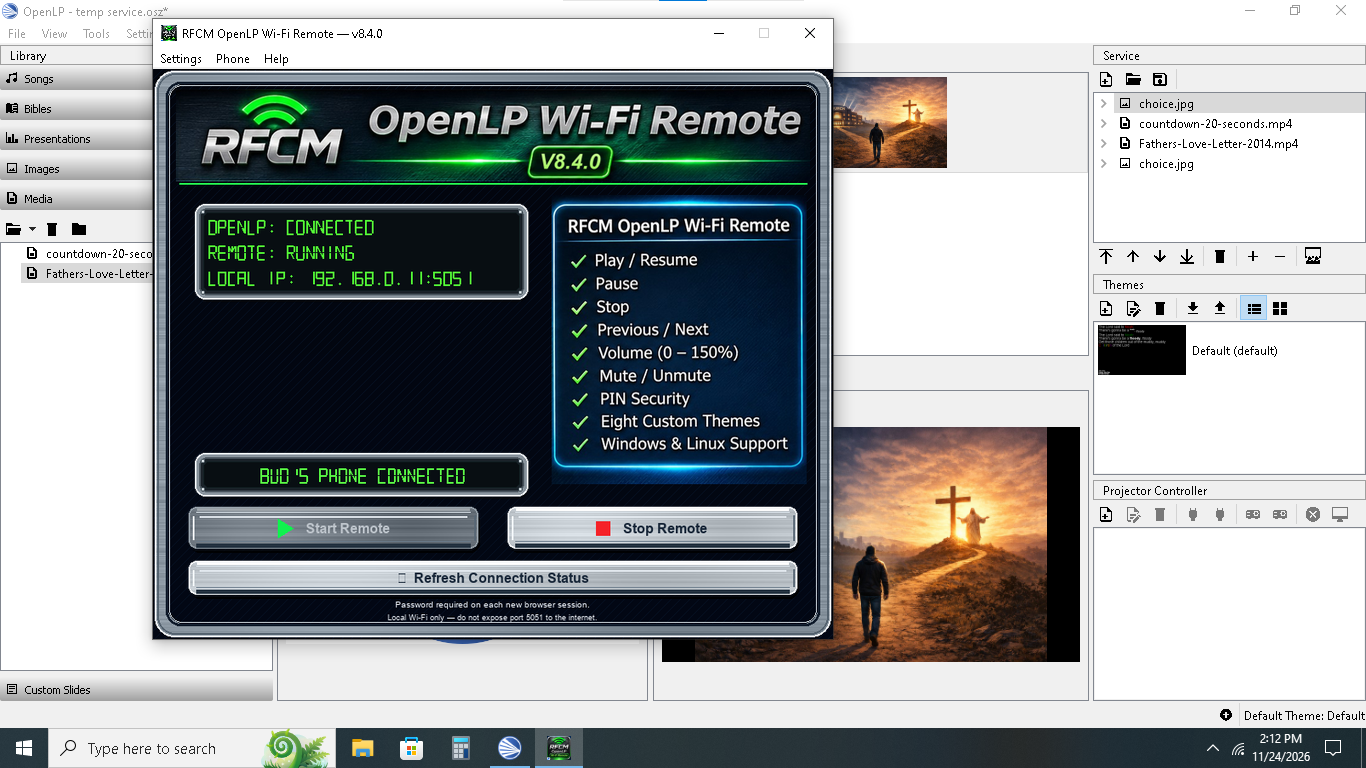 OpenLP - temp service.osz*
File View Tools
Library
Songs
Bibles
Presentations
Images
Media
countdown-20-seco
Fathers-Love-Letter-
Custom Slides
RFCM OpenLP Wi-Fi Remote — v8.4.0
Settings Phone Help
RFCM
OpenLP Wi-Fi Remote
V8.4.0
OPENLP: CONNECTED
REMOTE: RUNNING
LOCAL IP: 192.168.0.11:5051
BUD'S PHONE CONNECTED
RFCM OpenLP Wi-Fi Remote
Play / Resume
Pause
Stop
Previous / Next
Volume (0 – 150%)
Mute / Unmute
PIN Security
Eight Custom Themes
Windows & Linux Support
Start Remote
Stop Remote
Refresh Connection Status
Password required on each new browser session.
Local Wi-Fi only — do not expose port 5051 to the internet.
Service
choice.jpg
countdown-20-seconds.mp4
Fathers-Love-Letter-2014.mp4
choice.jpg
Themes
Default (default)
Projector Controller
Default Theme: Default
Type here to search
RFCM
2:12 PM
11/24/2026